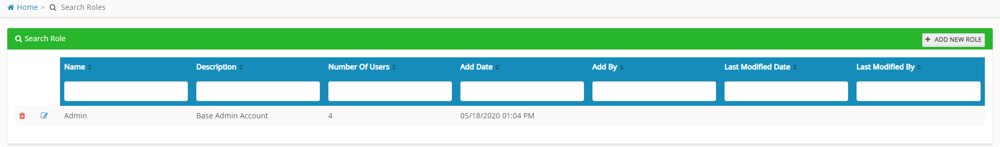 Home > Search Roles
Search Role
+ ADD NEW ROLE
Name Description Number Of Users Add Date Add By Last Modified Date Last Modified By
Admin Base Admin Account 4 05/18/2020 01:04 PM